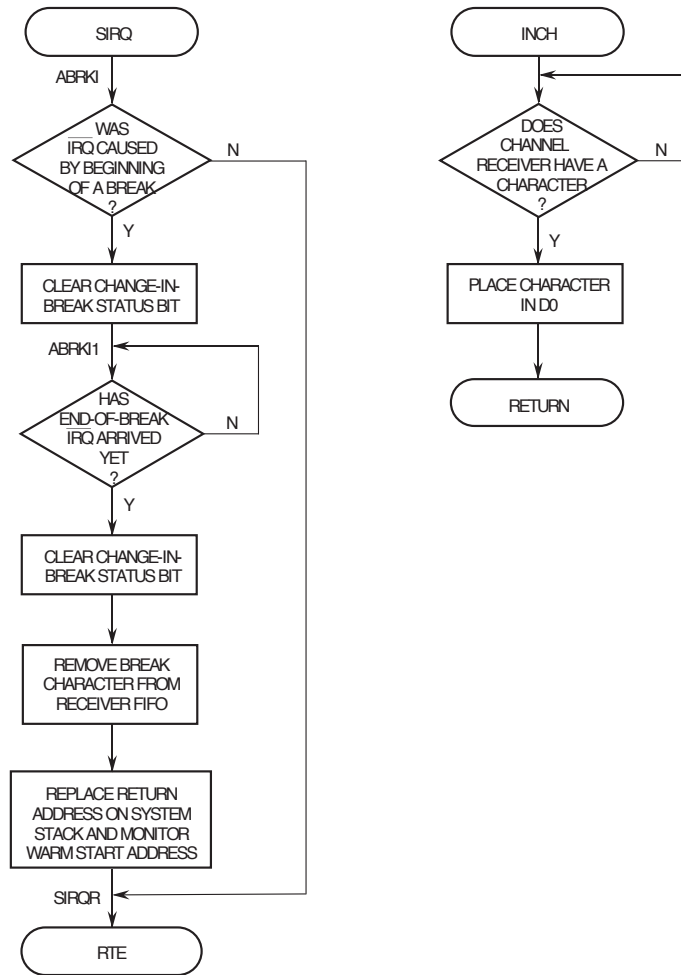 SIRQ
ABRKI
WAS
IRQ CAUSED
BY BEGINNING
OF A BREAK
?
N
Y
CLEAR CHANGE-IN-
BREAK STATUS BIT
ABRKI1
HAS
END-OF-BREAK
IRQ ARRIVED
YET
?
N
Y
CLEAR CHANGE-IN-
BREAK STATUS BIT
REMOVE BREAK
CHARACTER FROM
RECEIVER FIFO
REPLACE RETURN
ADDRESS ON SYSTEM
STACK AND MONITOR
WARM START ADDRESS
SIRQR
RTE
INCH
DOES
CHANNEL
RECEIVER HAVE A
CHARACTER
?
N
Y
PLACE CHARACTER
IN D0
RETURN